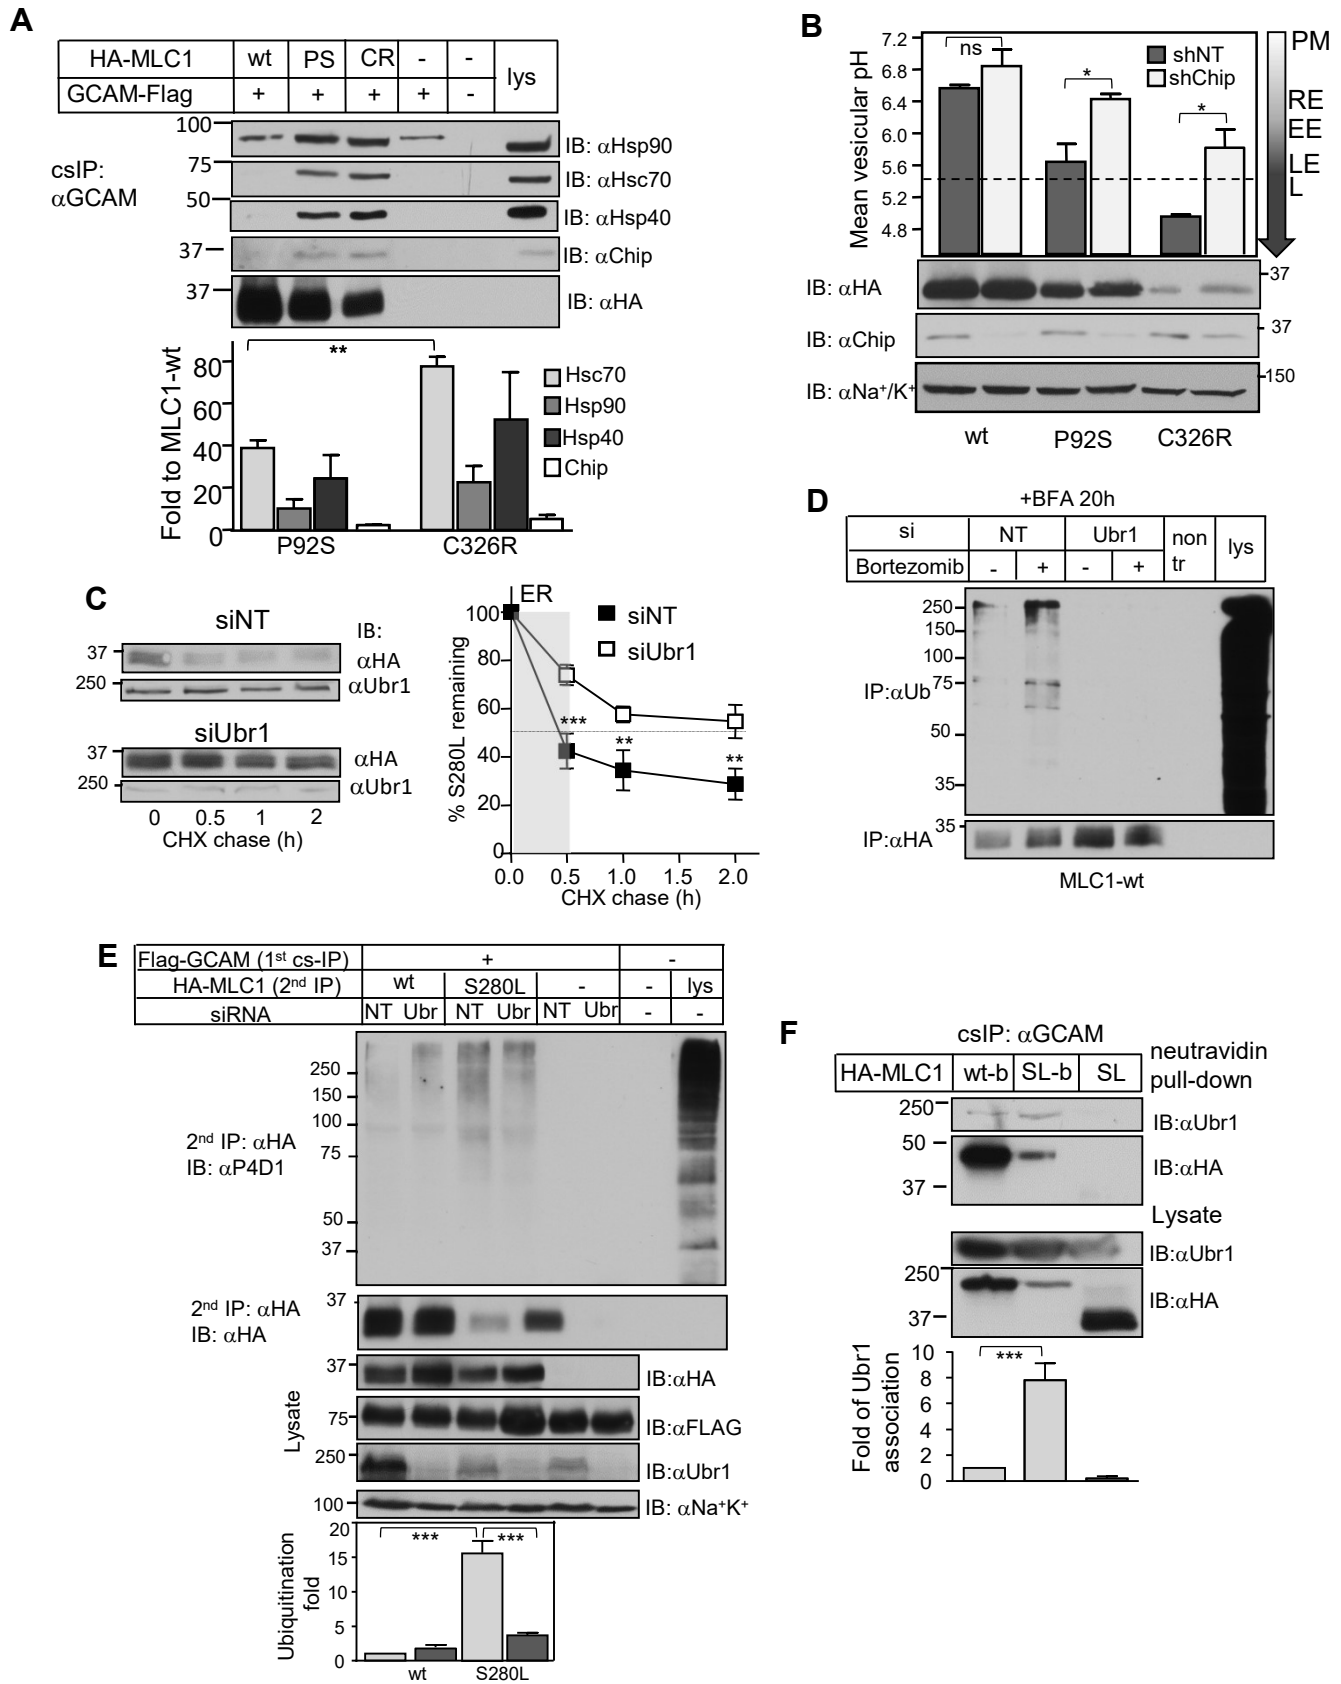 A
HA-MLC1 wt PS CR - - lys
GCAM-Flag + + + + -
csIP:
αGCAM
100
IB: αHsp90
75
IB: αHsc70
50
IB: αHsp40
37
IB: αChip
37
IB: αHA
Fold to MLC1-wt
80
60
40
20
0
**
Hsc70
Hsp90
Hsp40
Chip
P92S C326R
B
Mean vesicular pH
7.2
6.8
6.4
6.0
5.6
5.2
4.8
ns
*
*
shNT
shChip
PM
RE
EE
LE
L
IB: αHA
37
IB: αChip
37
IB: αNa⁺/K⁺
150
wt P92S C326R
C
siNT
IB:
37
αHA
250
αUbr1
siUbr1
37
αHA
250
αUbr1
0 0.5 1 2
CHX chase (h)
ER
% S280L remaining
100
80
60
40
20
0
siNT
siUbr1
***
**
**
0.0 0.5 1.0 1.5 2.0
CHX chase (h)
D
+BFA 20h
si NT Ubr1 non tr lys
Bortezomib - + - +
IP:αUb
250
150
100
75
50
35
IP:αHA
35
MLC1-wt
E
Flag-GCAM (1st cs-IP) + -
HA-MLC1 (2nd IP) wt S280L - - lys
siRNA NT Ubr NT Ubr NT Ubr - -
2nd IP: αHA
IB: αP4D1
250
150
100
75
50
37
2nd IP: αHA
IB: αHA
37
Lysate
37
IB:αHA
75
IB:αFLAG
250
IB:αUbr1
100
IB: αNa⁺K⁺
Ubiquitination
fold
20
15
10
5
0
***
***
wt S280L
F
csIP: αGCAM
HA-MLC1 wt-b SL-b SL
neutravidin
pull-down
250
IB:αUbr1
50
IB:αHA
37
Lysate
IB:αUbr1
250
IB:αHA
37
Fold of Ubr1
association
10
8
6
4
2
0
***